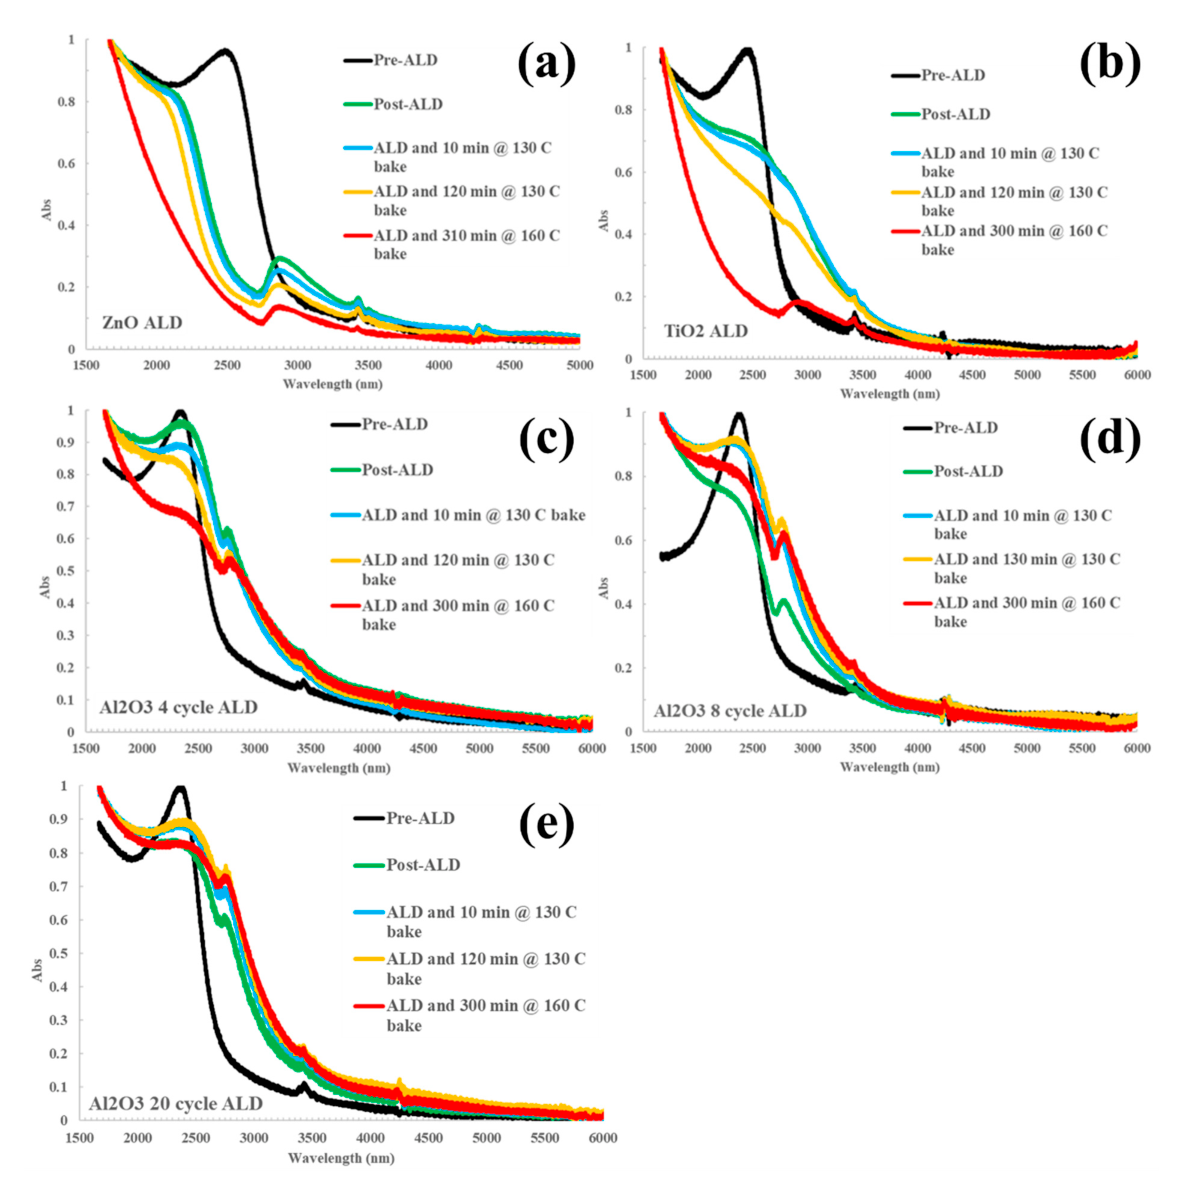 (a)
Pre-ALD
Post-ALD
ALD and 10 min @ 130 C
bake
ALD and 120 min @ 130 C
bake
ALD and 310 min @ 160 C
bake
1
0.8
0.6
0.4
0.2
0
Abs
ZnO ALD
1500 2000 2500 3000 3500 4000 4500 5000
Wavelength (nm)
(b)
Pre-ALD
Post-ALD
ALD and 10 min @ 130 C
bake
ALD and 120 min @ 130 C
bake
ALD and 300 min @ 160 C
bake
1
0.8
0.6
0.4
0.2
0
Abs
TiO2 ALD
1500 2000 2500 3000 3500 4000 4500 5000 5500 6000
Wavelength (nm)
(c)
Pre-ALD
Post-ALD
ALD and 10 min @ 130 C bake
ALD and 120 min @ 130 C
bake
ALD and 300 min @ 160 C
bake
1
0.9
0.8
0.7
0.6
0.5
0.4
0.3
0.2
0.1
0
Abs
Al2O3 4 cycle ALD
1500 2000 2500 3000 3500 4000 4500 5000 5500 6000
Wavelength (nm)
(d)
Pre-ALD
Post-ALD
ALD and 10 min @ 130 C
bake
ALD and 130 min @ 130 C
bake
ALD and 300 min @ 160 C
bake
1
0.8
0.6
0.4
0.2
0
Abs
Al2O3 8 cycle ALD
1500 2000 2500 3000 3500 4000 4500 5000 5500 6000
Wavelength (nm)
(e)
Pre-ALD
Post-ALD
ALD and 10 min @ 130 C
bake
ALD and 120 min @ 130 C
bake
ALD and 300 min @ 160 C
bake
1
0.9
0.8
0.7
0.6
0.5
0.4
0.3
0.2
0.1
0
Abs
Al2O3 20 cycle ALD
1500 2000 2500 3000 3500 4000 4500 5000 5500 6000
Wavelength (nm)